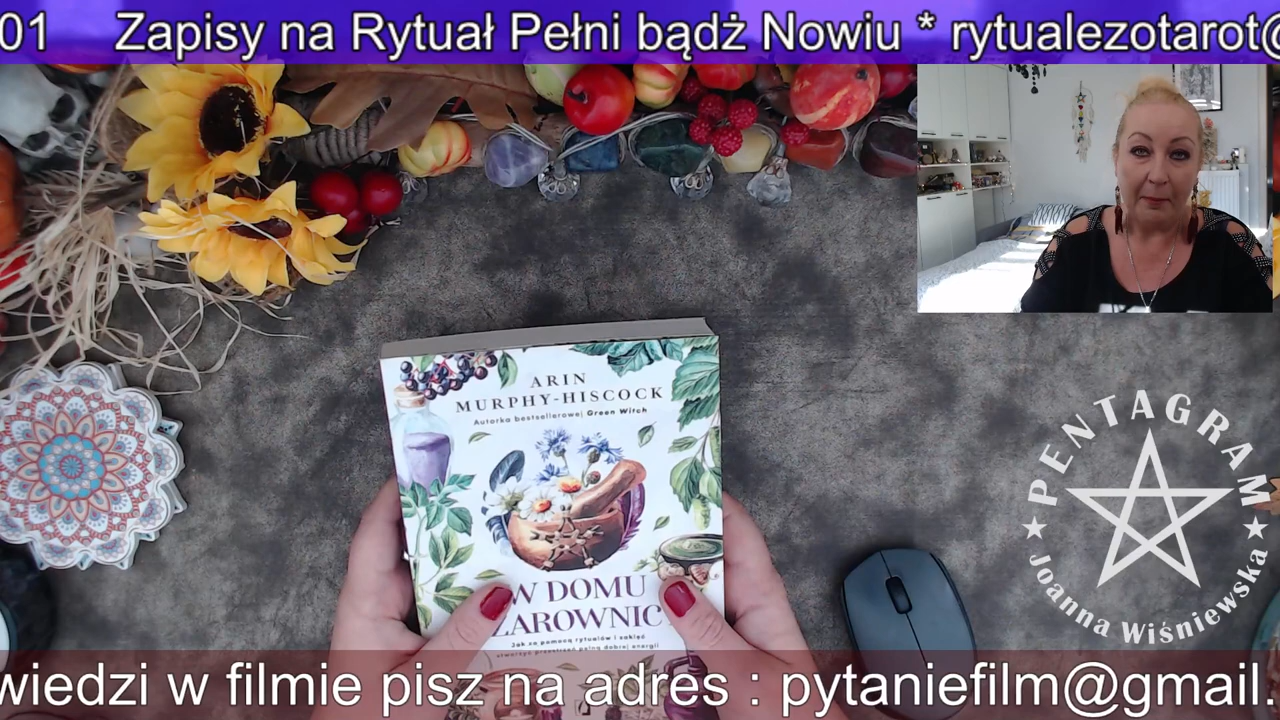 01 Zapisy na Rytuał Pełni bądź Nowiu * rytualezotarot@
ARIN
MURPHY-HISCOCK
Autorka bestsellerowej Green Witch
W DOMU
Jak za pomocą rytuałów i zaklęć
stworzyć przestrzeń pełną dobrej energii
PENTAGRAM
Joanna Wiśniewska
wiedzi w filmie pisz na adres : pytaniefilm@gmail.